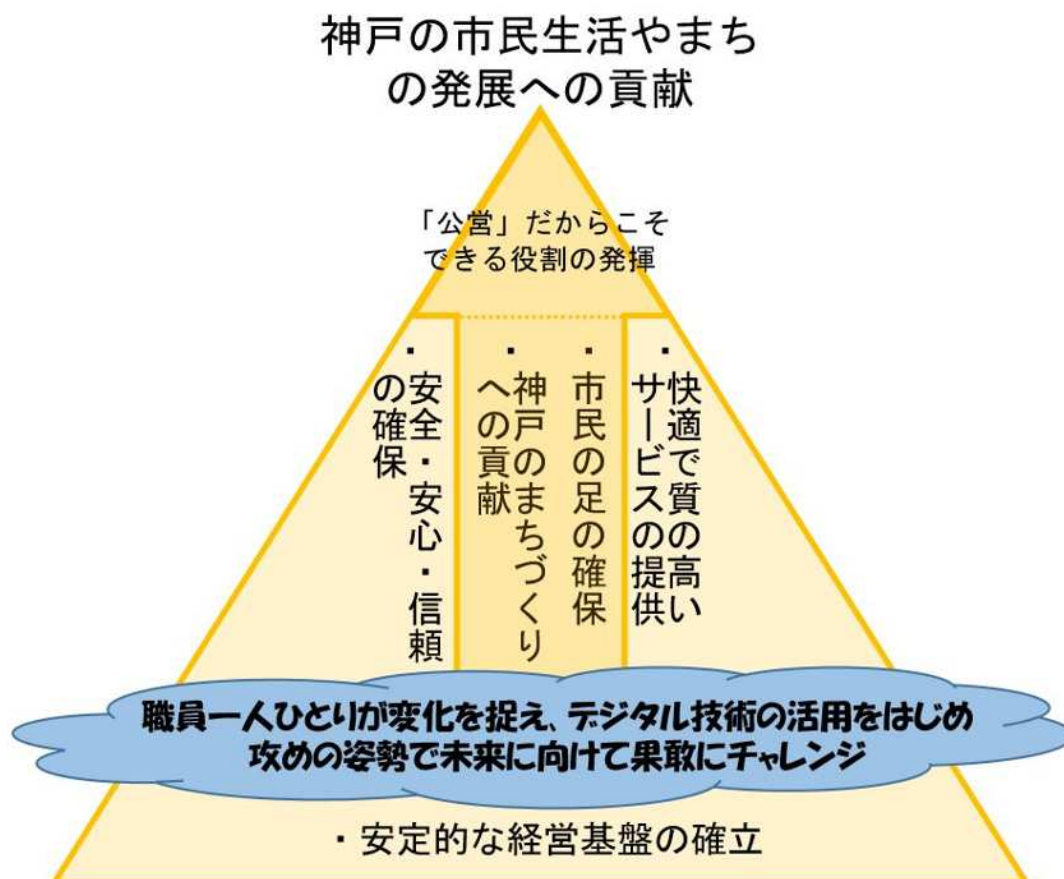 神戸の市民生活やまち
の発展への貢献
「公営」だからこそ
できる役割の発揮
・快適で質の高い
サービスの提供
・市民の足の確保
・神戸のまちづくり
への貢献
・安全・安心・信頼
の確保
職員一人ひとりが変化を捉え、デジタル技術の活用をはじめ
攻めの姿勢で未来に向けて果敢にチャレンジ
・安定的な経営基盤の確立